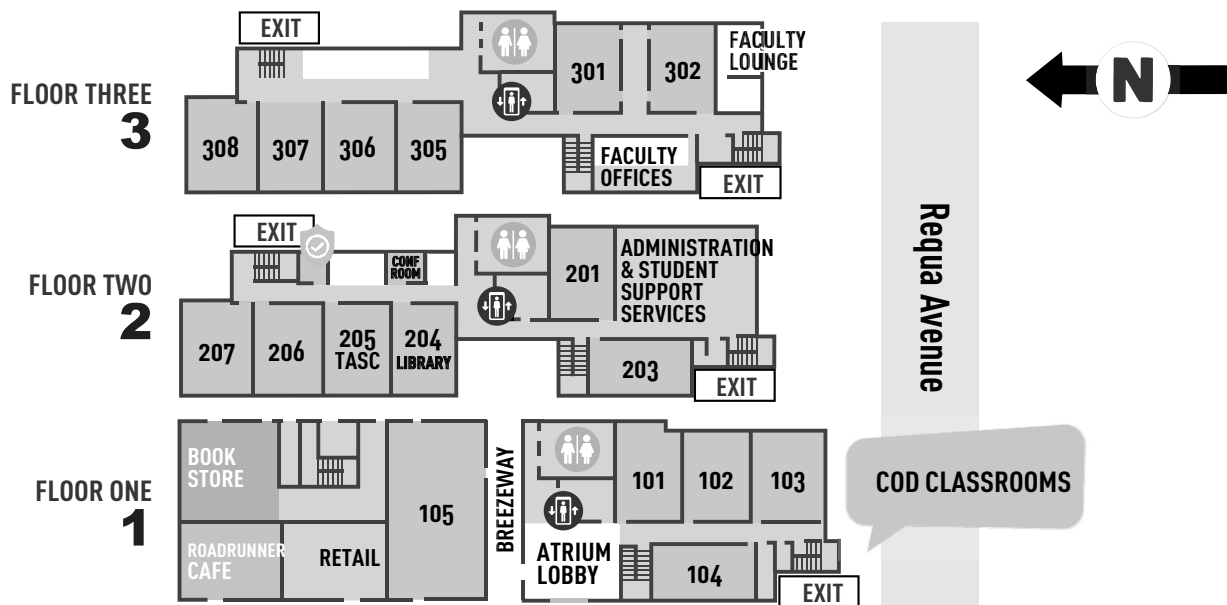 EXIT
FLOOR THREE
3
301
302
FACULTY
LOUNGE
N
308
307
306
305
FACULTY
OFFICES
EXIT
EXIT
FLOOR TWO
2
CONF
ROOM
201
ADMINISTRATION
& STUDENT
SUPPORT
SERVICES
207
206
205
TASC
204
LIBRARY
203
EXIT
Requa Avenue
FLOOR ONE
1
BOOK
STORE
ROADRUNNER
CAFE
RETAIL
105
BREEZEWAY
ATRIUM
LOBBY
101
102
103
104
EXIT
COD CLASSROOMS